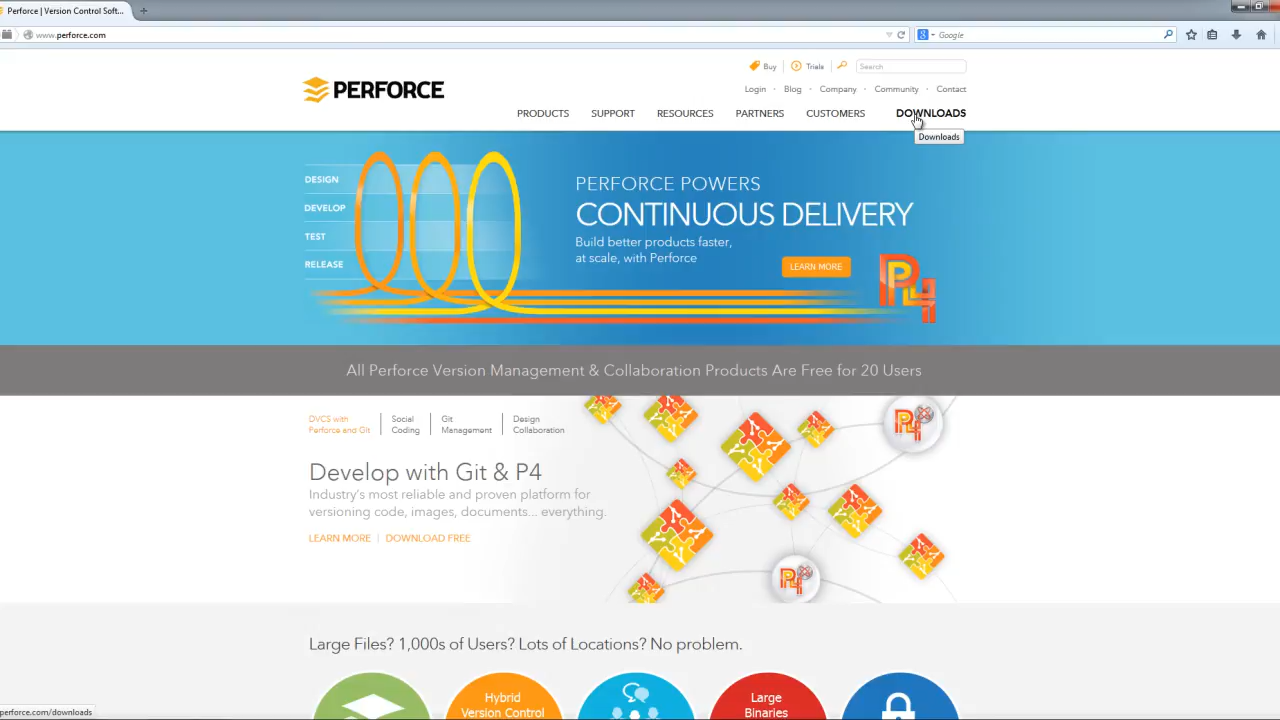 Perforce | Version Control Soft...
www.perforce.com
Google
Buy
Trials
Search
PERFORCE
Login · Blog · Company · Community · Contact
PRODUCTS SUPPORT RESOURCES PARTNERS CUSTOMERS DOWNLOADS
Downloads
DESIGN
DEVELOP
TEST
RELEASE
PERFORCE POWERS
CONTINUOUS DELIVERY
Build better products faster,
at scale, with Perforce
LEARN MORE
P4
All Perforce Version Management & Collaboration Products Are Free for 20 Users
DVCS with
Perforce and Git
Social
Coding
Git
Management
Design
Collaboration
Develop with Git & P4
Industry's most reliable and proven platform for
versioning code, images, documents... everything.
LEARN MORE | DOWNLOAD FREE
P4
P4
Large Files? 1,000s of Users? Lots of Locations? No problem.
Hybrid
Version Control
Large
Binaries
perforce.com/downloads